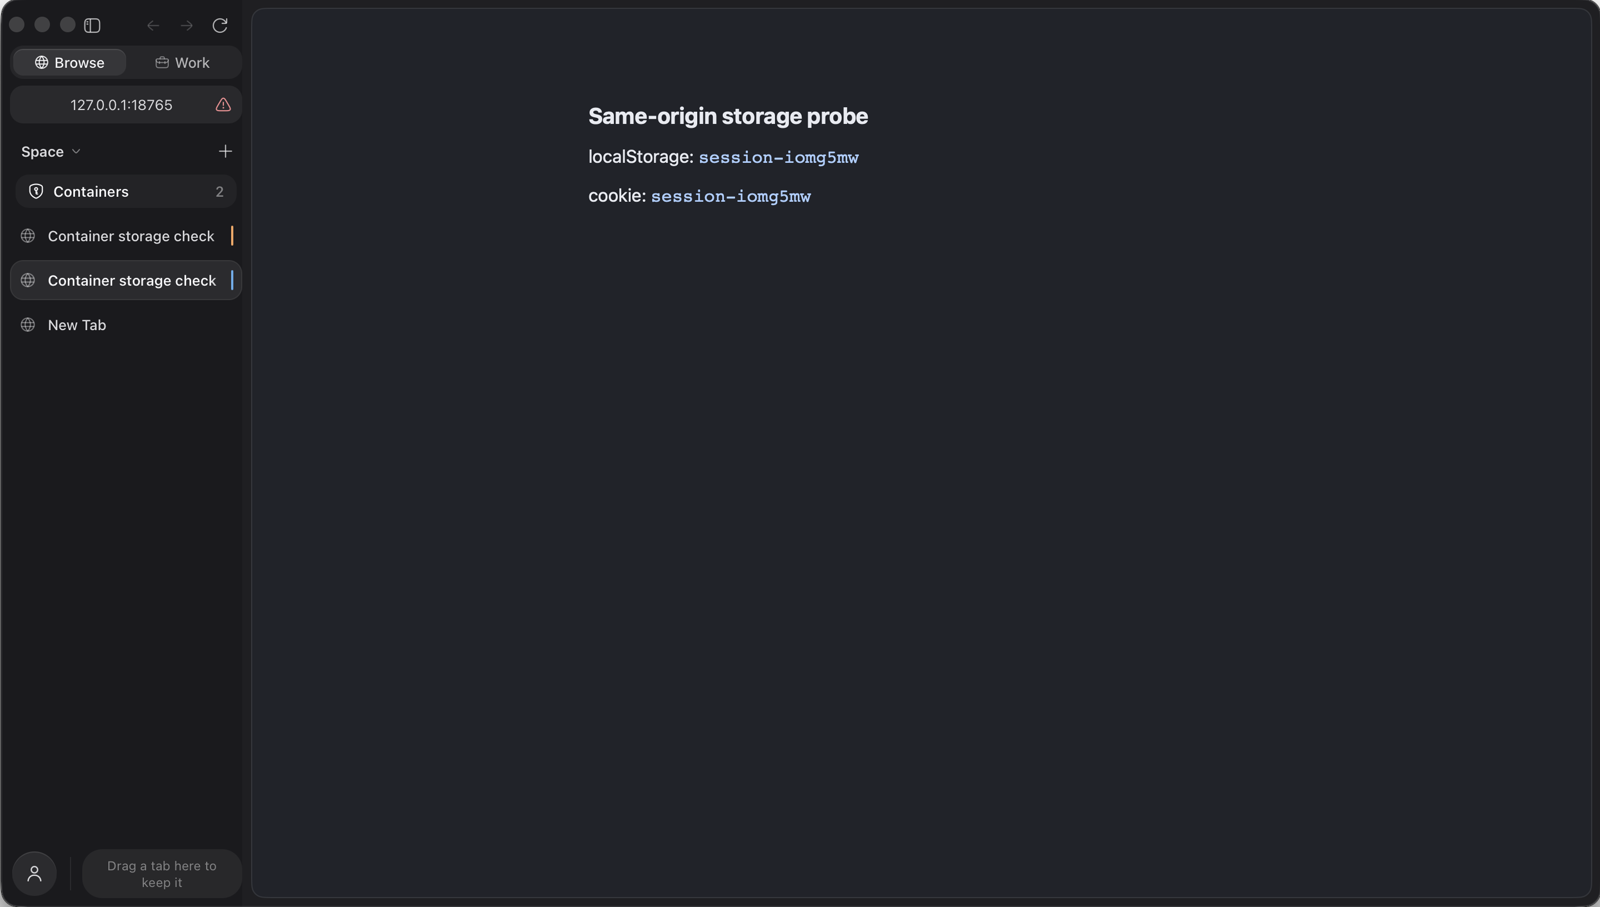 Browse
Work
127.0.0.1:18765
Space
Containers 2
Container storage check
Container storage check
New Tab
Drag a tab here to
keep it
Same-origin storage probe
localStorage: session-iomg5mw
cookie: session-iomg5mw